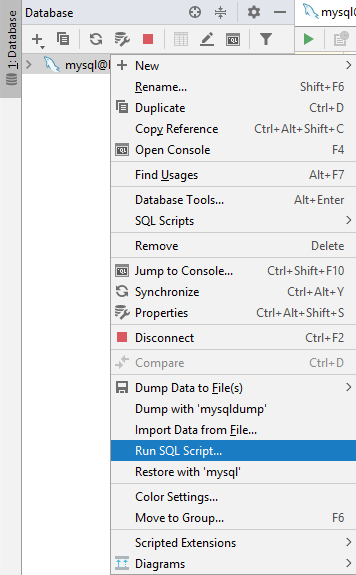 Database
mysql@
1: Database
mysql@
New
Rename... Shift+F6
Duplicate Ctrl+D
Copy Reference Ctrl+Alt+Shift+C
Open Console F4
Find Usages Alt+F7
Database Tools... Alt+Enter
SQL Scripts
Remove Delete
Jump to Console... Ctrl+Shift+F10
Synchronize Ctrl+Alt+Y
Properties Ctrl+Alt+Shift+S
Disconnect Ctrl+F2
Compare Ctrl+D
Dump Data to File(s)
Dump with 'mysqldump'
Import Data from File...
Run SQL Script...
Restore with 'mysql'
Color Settings...
Move to Group... F6
Scripted Extensions
Diagrams